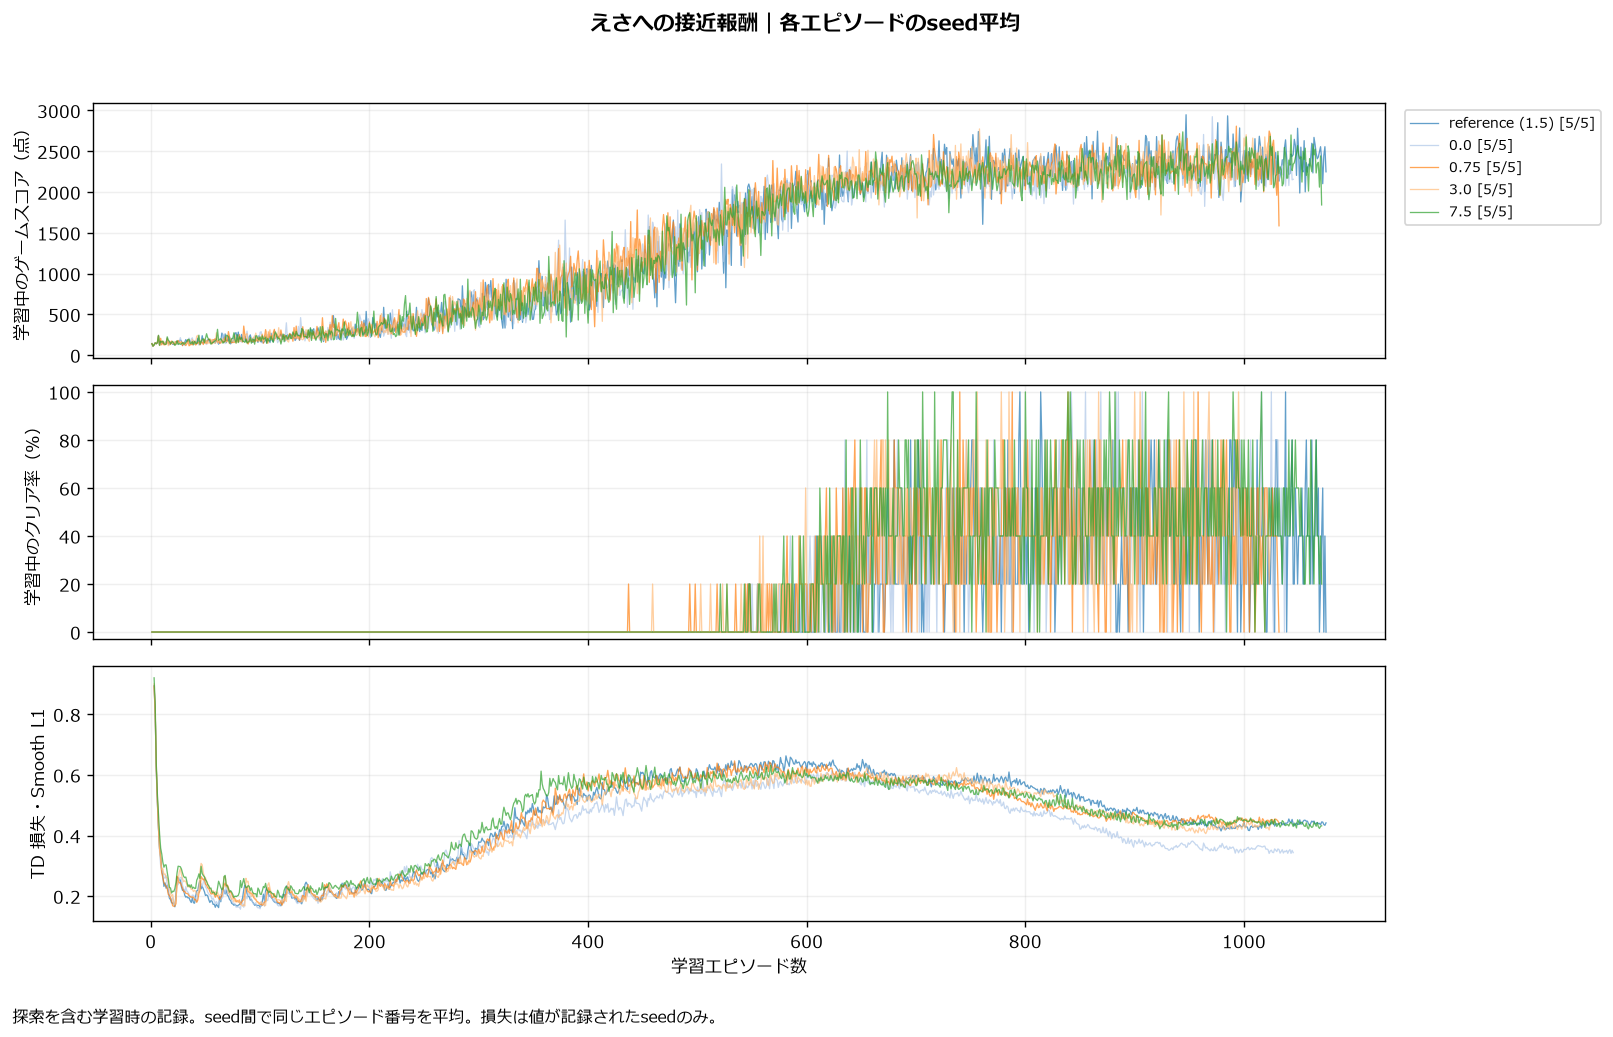 えさへの接近報酬｜各エピソードのseed平均
学習中のゲームスコア（点）
3000
2500
2000
1500
1000
500
0
reference (1.5) [5/5]
0.0 [5/5]
0.75 [5/5]
3.0 [5/5]
7.5 [5/5]
学習中のクリア率（%）
100
80
60
40
20
0
TD 損失・Smooth L1
0.8
0.6
0.4
0.2
0 200 400 600 800 1000
学習エピソード数
探索を含む学習時の記録。seed間で同じエピソード番号を平均。損失は値が記録されたseedのみ。